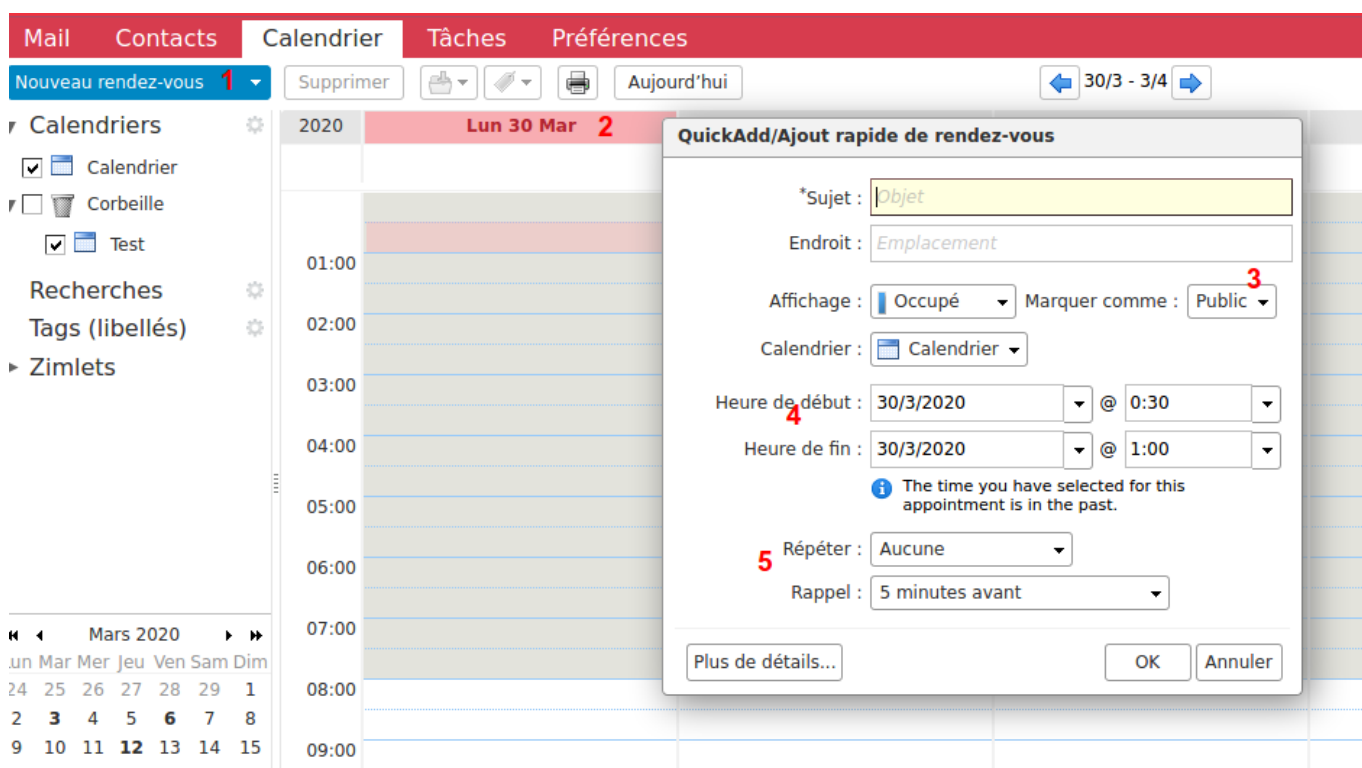 Mail Contacts Calendrier Tâches Préférences
Nouveau rendez-vous 1 Supprimer Aujourd'hui 30/3 - 3/4
Calendriers
Calendrier
Corbeille
Test
Recherches
Tags (libellés)
Zimlets
Mars 2020
Lun Mar Mer Jeu Ven Sam Dim
24 25 26 27 28 29 1
2 3 4 5 6 7 8
9 10 11 12 13 14 15
2020 Lun 30 Mar 2
01:00
02:00
03:00
04:00
05:00
06:00
07:00
08:00
09:00
QuickAdd/Ajout rapide de rendez-vous
*Sujet : Objet
Endroit : Emplacement
3
Affichage : Occupé Marquer comme : Public
Calendrier : Calendrier
Heure de début : 30/3/2020 @ 0:30
4
Heure de fin : 30/3/2020 @ 1:00
The time you have selected for this
appointment is in the past.
Répéter : Aucune
5
Rappel : 5 minutes avant
Plus de détails... OK Annuler